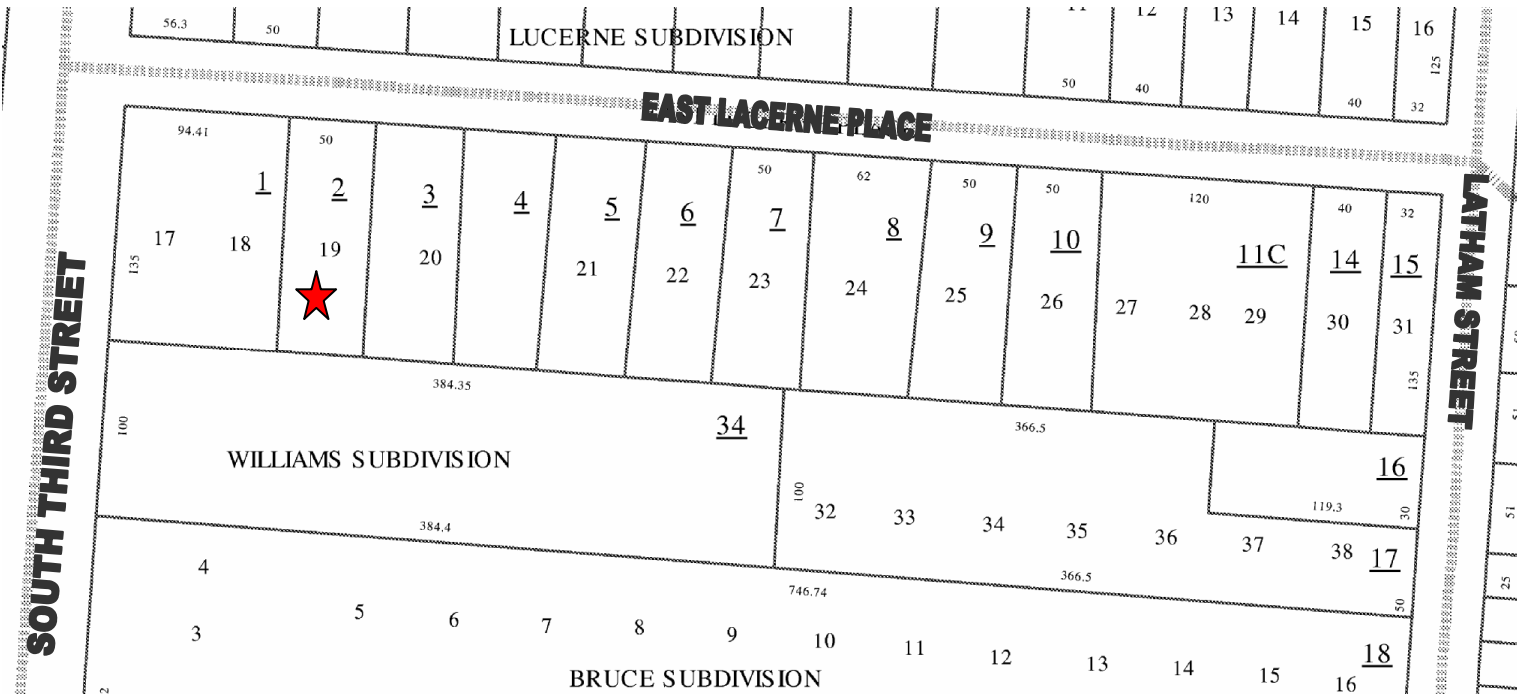 11 12 13 14 15 16
56.3 50
LUCERNE SUBDIVISION
125
50 40 40 32
EAST LACERNE PLACE
94.41 50 50 62 50 50 120 40 32
1 2 3 4 5 6 7 8 9 10 11C 14 15
17 18 19 20 21 22 23 24 25 26 27 28 29 30 31
135 135
SOUTH THIRD STREET
LATHAM STREET
384.35 366.5
100 34 16
WILLIAMS SUBDIVISION
100 119.3 30
32 33 34 35 36 37 38 17
384.4 366.5
51
25
50
746.74
4
3 5 6 7 8 9 10 11 12 13 14 15 16
18
BRUCE SUBDIVISION